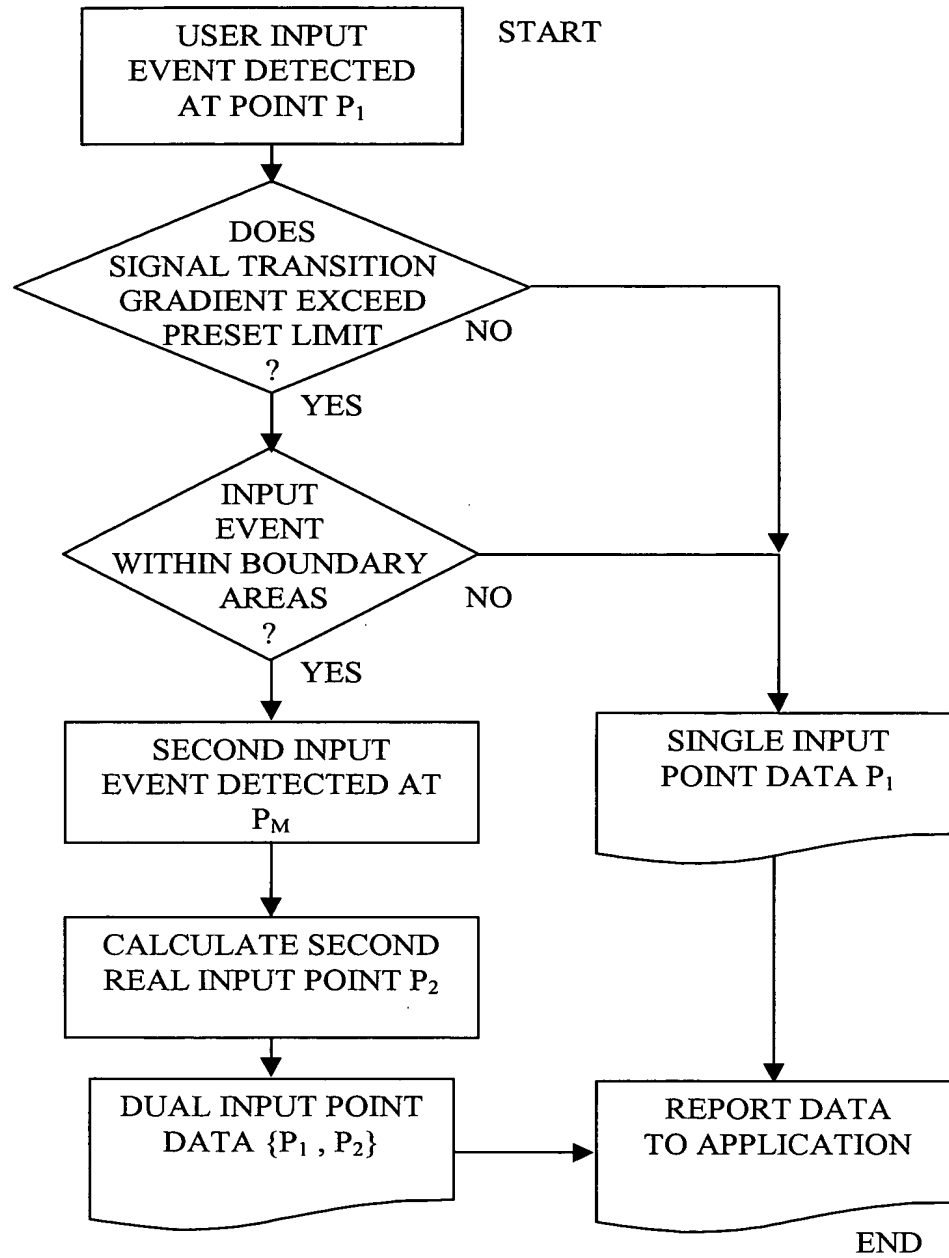 START
USER INPUT
EVENT DETECTED
AT POINT P₁
DOES
SIGNAL TRANSITION
GRADIENT EXCEED
PRESET LIMIT
?
NO
YES
INPUT
EVENT
WITHIN BOUNDARY
AREAS
?
NO
YES
SECOND INPUT
EVENT DETECTED AT
P_M
SINGLE INPUT
POINT DATA P₁
CALCULATE SECOND
REAL INPUT POINT P₂
DUAL INPUT POINT
DATA {P₁ , P₂}
REPORT DATA
TO APPLICATION
END